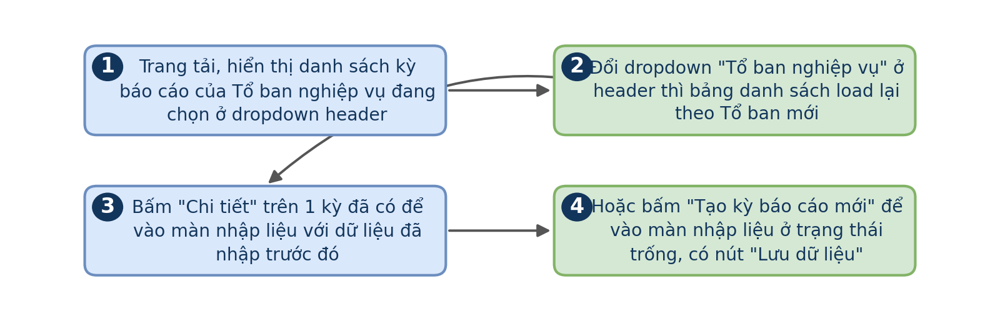 1 Trang tải, hiển thị danh sách kỳ
báo cáo của Tổ ban nghiệp vụ đang
chọn ở dropdown header
2 Đổi dropdown "Tổ ban nghiệp vụ" ở
header thì bảng danh sách load lại
theo Tổ ban mới
3 Bấm "Chi tiết" trên 1 kỳ đã có để
vào màn nhập liệu với dữ liệu đã
nhập trước đó
4 Hoặc bấm "Tạo kỳ báo cáo mới" để
vào màn nhập liệu ở trạng thái
trống, có nút "Lưu dữ liệu"